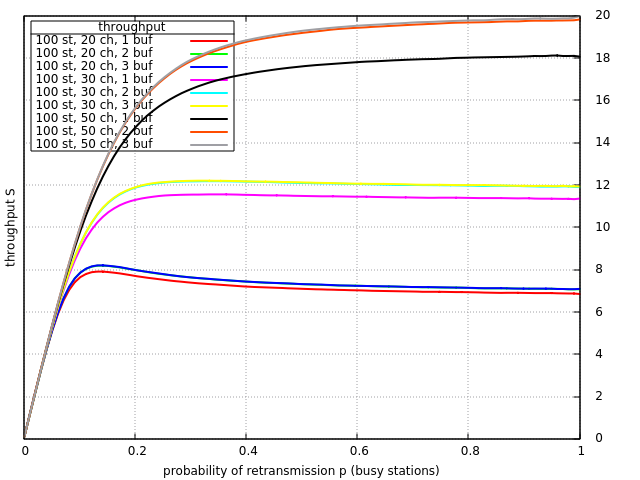 throughput
100 st, 20 ch, 1 buf
100 st, 20 ch, 2 buf
100 st, 20 ch, 3 buf
100 st, 30 ch, 1 buf
100 st, 30 ch, 2 buf
100 st, 30 ch, 3 buf
100 st, 50 ch, 1 buf
100 st, 50 ch, 2 buf
100 st, 50 ch, 3 buf
20
18
16
14
12
10
8
6
4
2
0
throughput S
0 0.2 0.4 0.6 0.8 1
probability of retransmission p (busy stations)